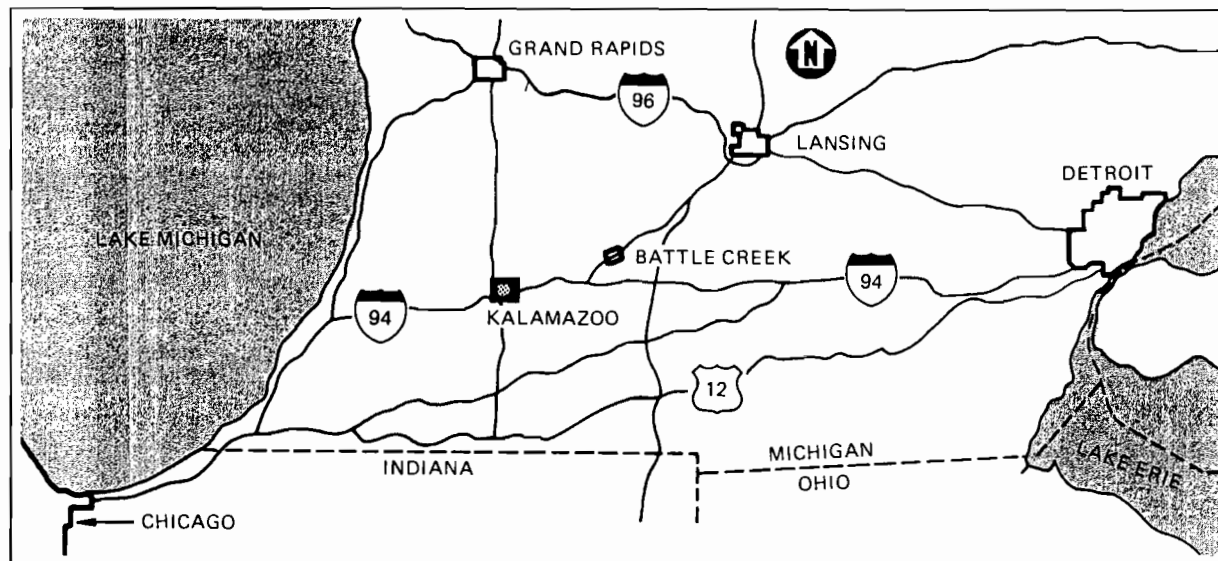 GRAND RAPIDS
N
96
LANSING
DETROIT
LAKE MICHIGAN
BATTLE CREEK
94
94
KALAMAZOO
12
INDIANA
MICHIGAN
OHIO
LAKE ERIE
CHICAGO